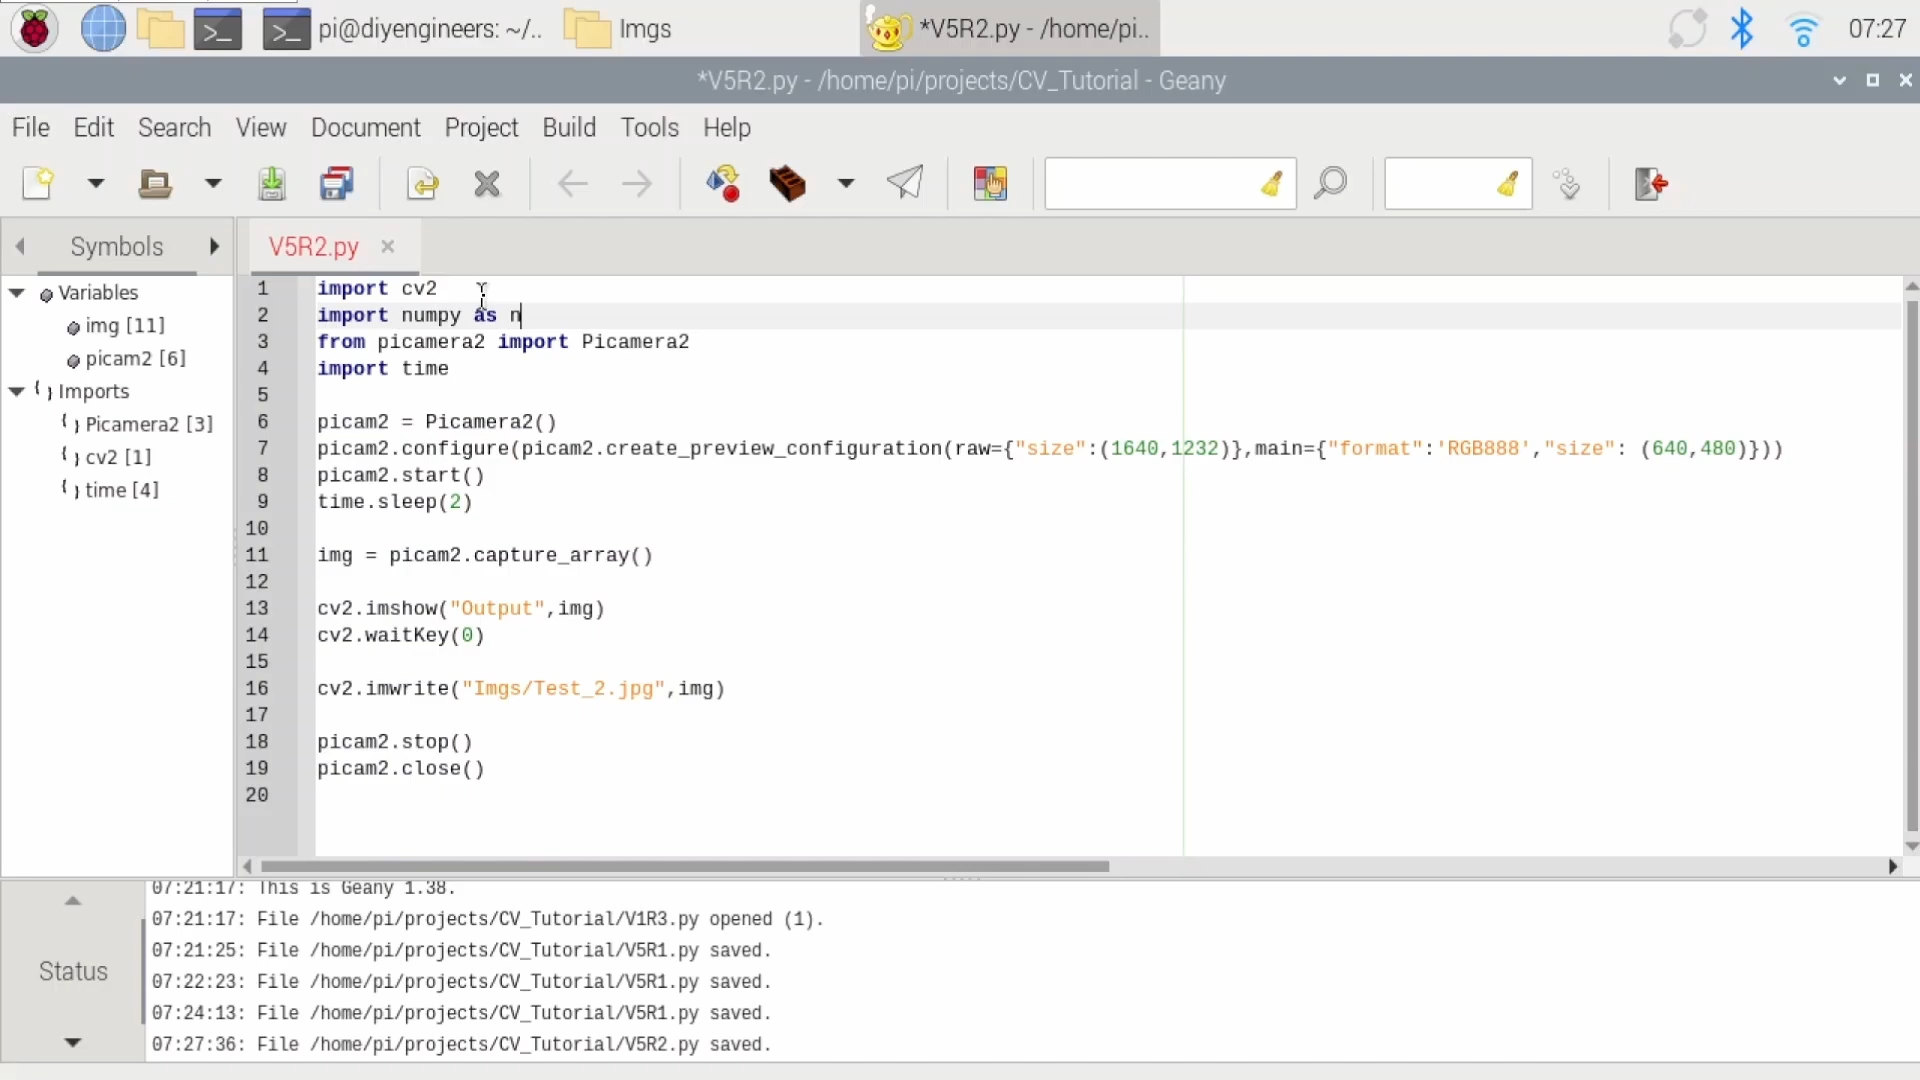 pi@diyengineers: ~/.. Imgs *V5R2.py - /home/pi.. 07:27
*V5R2.py - /home/pi/projects/CV_Tutorial - Geany
File Edit Search View Document Project Build Tools Help
Symbols V5R2.py
Variables
img [11]
picam2 [6]
Imports
Picamera2 [3]
cv2 [1]
time [4]
1 import cv2
2 import numpy as n
3 from picamera2 import Picamera2
4 import time
5
6 picam2 = Picamera2()
7 picam2.configure(picam2.create_preview_configuration(raw={"size":(1640,1232)},main={"format":'RGB888',"size": (640,480)}))
8 picam2.start()
9 time.sleep(2)
10
11 img = picam2.capture_array()
12
13 cv2.imshow("Output",img)
14 cv2.waitKey(0)
15
16 cv2.imwrite("Imgs/Test_2.jpg",img)
17
18 picam2.stop()
19 picam2.close()
20
Status
07:21:17: This is Geany 1.38.
07:21:17: File /home/pi/projects/CV_Tutorial/V1R3.py opened (1).
07:21:25: File /home/pi/projects/CV_Tutorial/V5R1.py saved.
07:22:23: File /home/pi/projects/CV_Tutorial/V5R1.py saved.
07:24:13: File /home/pi/projects/CV_Tutorial/V5R1.py saved.
07:27:36: File /home/pi/projects/CV_Tutorial/V5R2.py saved.